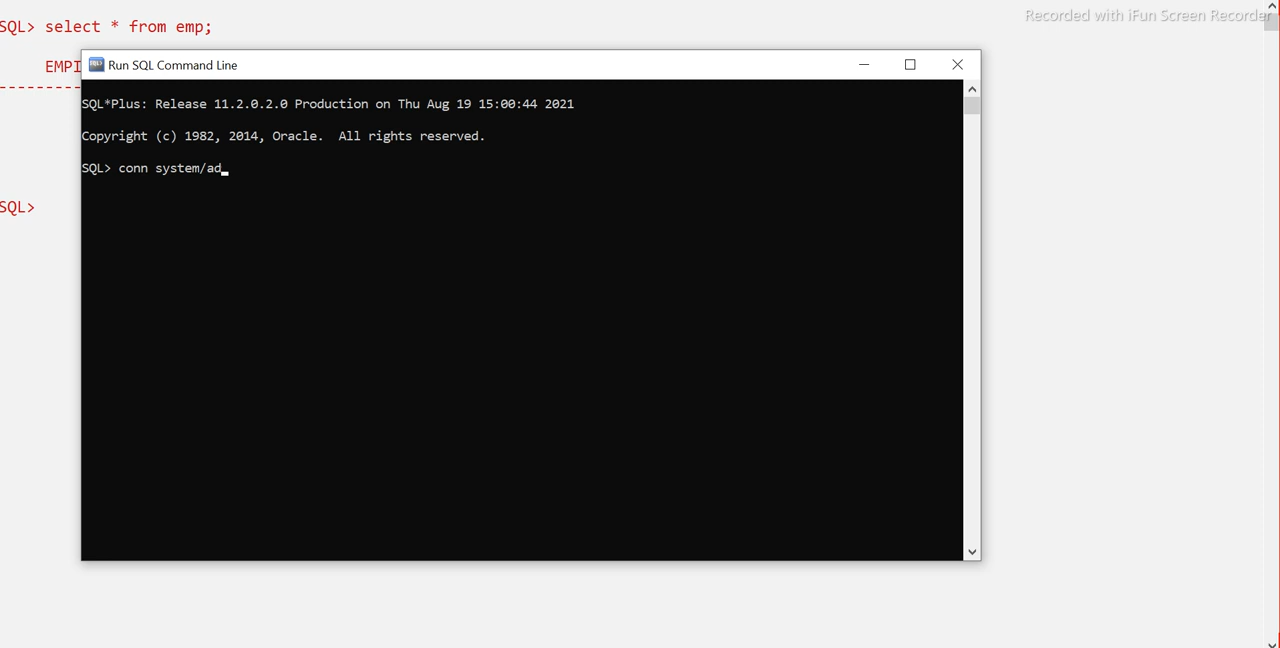 Recorded with iFun Screen Recorder
SQL> select * from emp;
EMPI
----------
SQL>
Run SQL Command Line
SQL*Plus: Release 11.2.0.2.0 Production on Thu Aug 19 15:00:44 2021
Copyright (c) 1982, 2014, Oracle.  All rights reserved.
SQL> conn system/ad